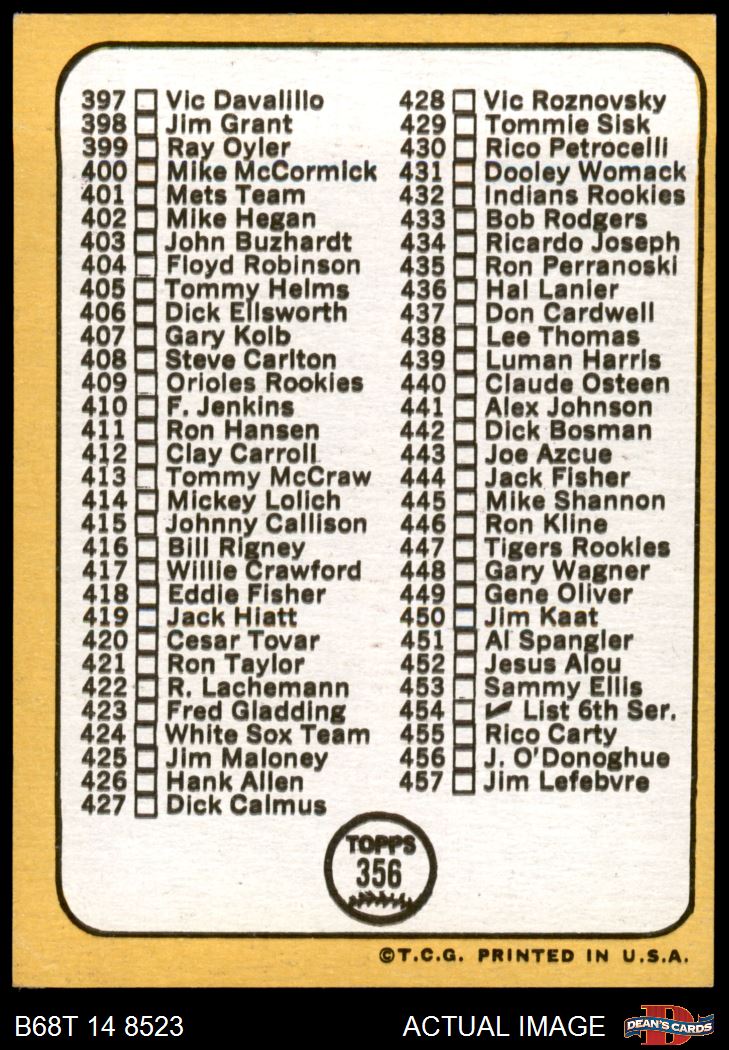 397 Vic Davalillo
398 Jim Grant
399 Ray Oyler
400 Mike McCormick
401 Mets Team
402 Mike Hegan
403 John Buzhardt
404 Floyd Robinson
405 Tommy Helms
406 Dick Ellsworth
407 Gary Kolb
408 Steve Carlton
409 Orioles Rookies
410 F. Jenkins
411 Ron Hansen
412 Clay Carroll
413 Tommy McCraw
414 Mickey Lolich
415 Johnny Callison
416 Bill Rigney
417 Willie Crawford
418 Eddie Fisher
419 Jack Hiatt
420 Cesar Tovar
421 Ron Taylor
422 R. Lachemann
423 Fred Gladding
424 White Sox Team
425 Jim Maloney
426 Hank Allen
427 Dick Calmus
428 Vic Roznovsky
429 Tommie Sisk
430 Rico Petrocelli
431 Dooley Womack
432 Indians Rookies
433 Bob Rodgers
434 Ricardo Joseph
435 Ron Perranoski
436 Hal Lanier
437 Don Cardwell
438 Lee Thomas
439 Luman Harris
440 Claude Osteen
441 Alex Johnson
442 Dick Bosman
443 Joe Azcue
444 Jack Fisher
445 Mike Shannon
446 Ron Kline
447 Tigers Rookies
448 Gary Wagner
449 Gene Oliver
450 Jim Kaat
451 Al Spangler
452 Jesus Alou
453 Sammy Ellis
454 ✓ List 6th Ser.
455 Rico Carty
456 J. O'Donoghue
457 Jim Lefebvre
TOPPS
356
©T.C.G. PRINTED IN U.S.A.
B68T 14 8523
ACTUAL IMAGE
D
DEAN'S CARDS